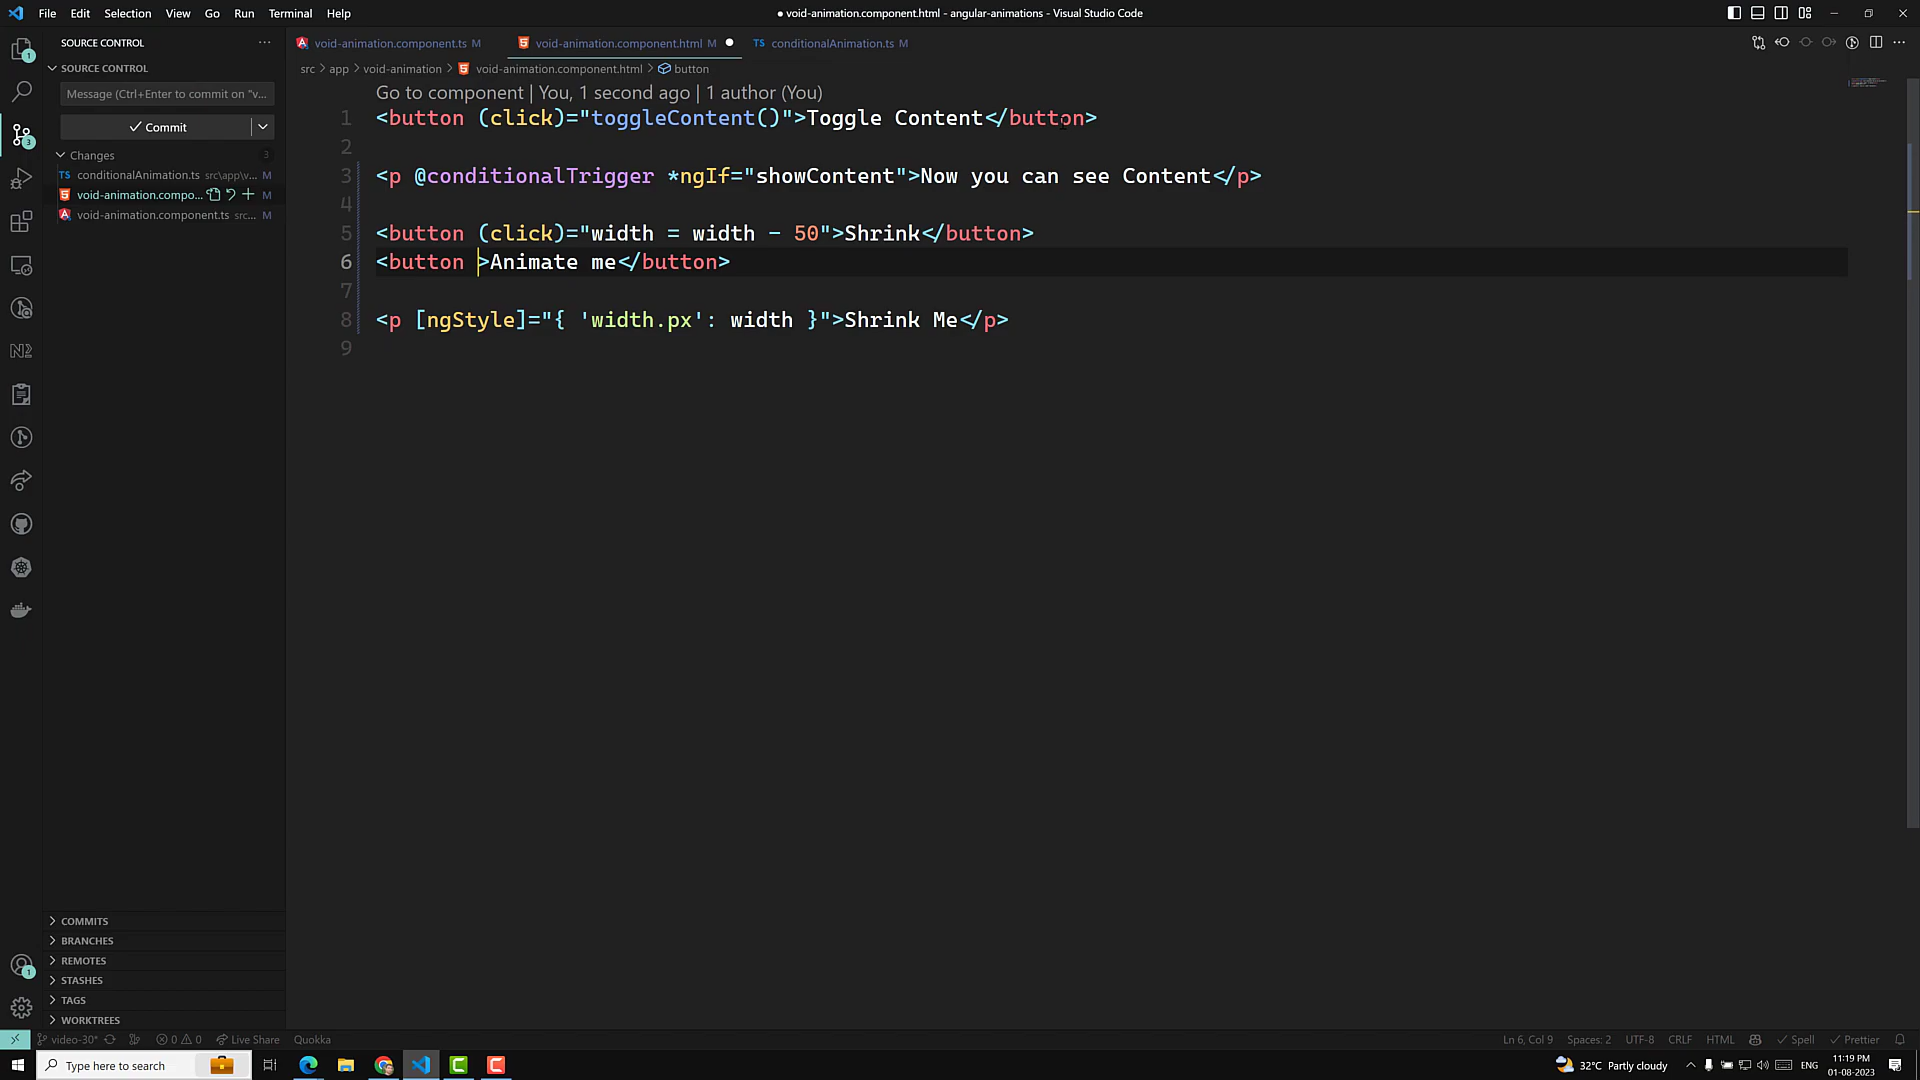 File Edit Selection View Go Run Terminal Help
● void-animation.component.html - angular-animations - Visual Studio Code
SOURCE CONTROL
void-animation.component.ts M
void-animation.component.html M
TS conditionalAnimation.ts M
SOURCE CONTROL
src > app > void-animation > void-animation.component.html > button
Message (Ctrl+Enter to commit on "v...
Go to component | You, 1 second ago | 1 author (You)
Commit
Changes 3
TS conditionalAnimation.ts src\app\v... M
void-animation.compo... M
void-animation.component.ts src... M
1 <button (click)="toggleContent()">Toggle Content</button>
2
3 <p @conditionalTrigger *ngIf="showContent">Now you can see Content</p>
4
5 <button (click)="width = width - 50">Shrink</button>
6 <button >Animate me</button>
7
8 <p [ngStyle]="{ 'width.px': width }">Shrink Me</p>
9
COMMITS
BRANCHES
REMOTES
STASHES
TAGS
WORKTREES
video-30* 0 0 Live Share Quokka
Ln 6, Col 9 Spaces: 2 UTF-8 CRLF HTML Spell Prettier
Type here to search
32°C Partly cloudy
ENG
11:19 PM
01-08-2023